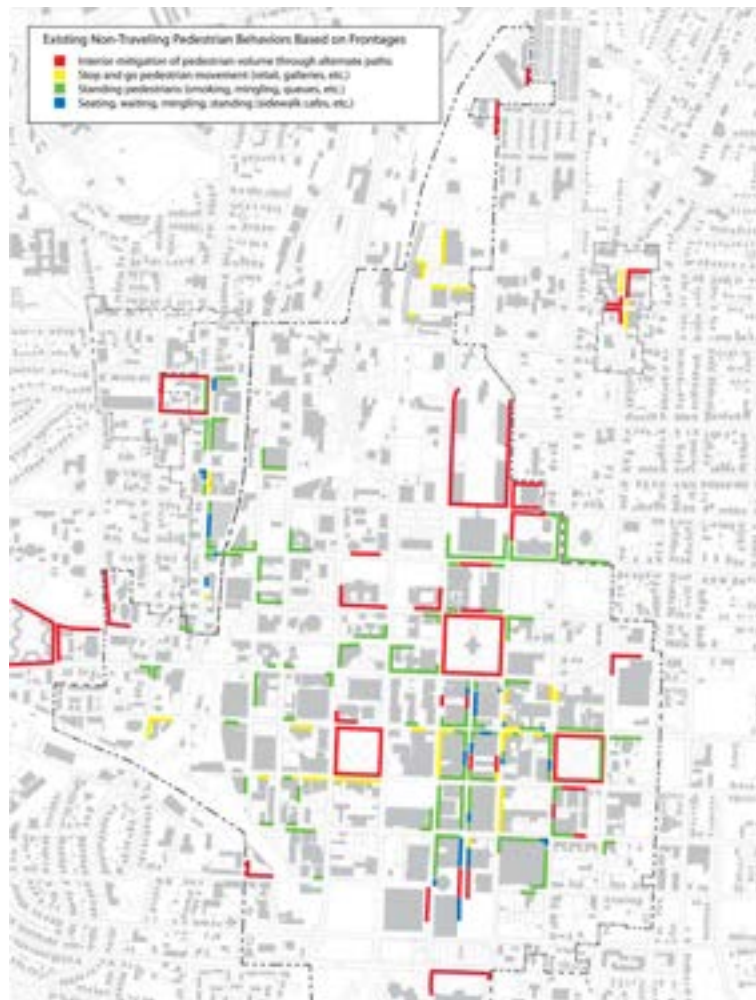 Existing Non-Traveling Pedestrian Behaviors Based on Frontages
Interior mitigation of pedestrian volume through alternate paths
Stop and go pedestrian movement (retail, galleries, etc.)
Standing pedestrians (smoking, mingling, queues, etc.)
Seating, waiting, mingling, standing (sidewalk cafes, etc.)